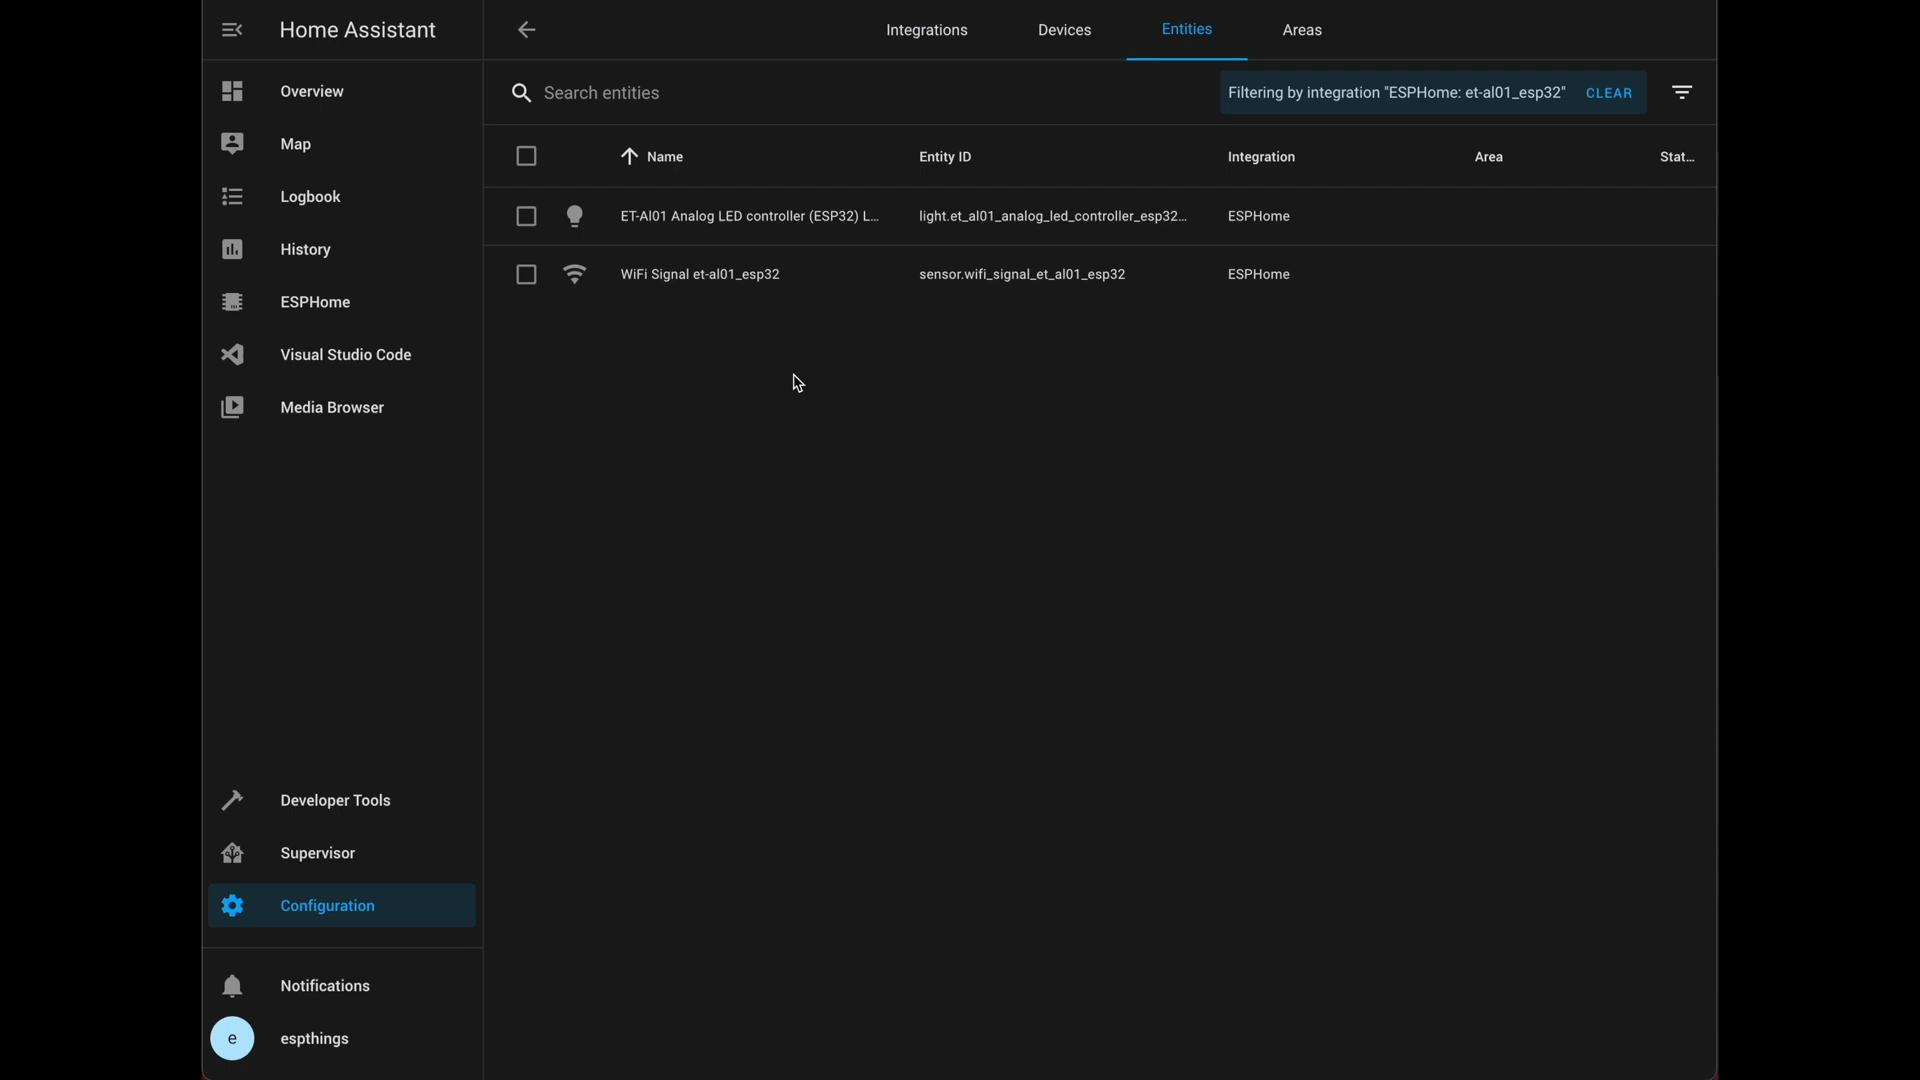 Home Assistant
Integrations
Devices
Entities
Areas
Overview
Map
Logbook
History
ESPHome
Visual Studio Code
Media Browser
Developer Tools
Supervisor
Configuration
Notifications
e
espthings
Search entities
Filtering by integration "ESPHome: et-al01_esp32" CLEAR
Name Entity ID Integration Area Stat...
ET-Al01 Analog LED controller (ESP32) L... light.et_al01_analog_led_controller_esp32... ESPHome
WiFi Signal et-al01_esp32 sensor.wifi_signal_et_al01_esp32 ESPHome